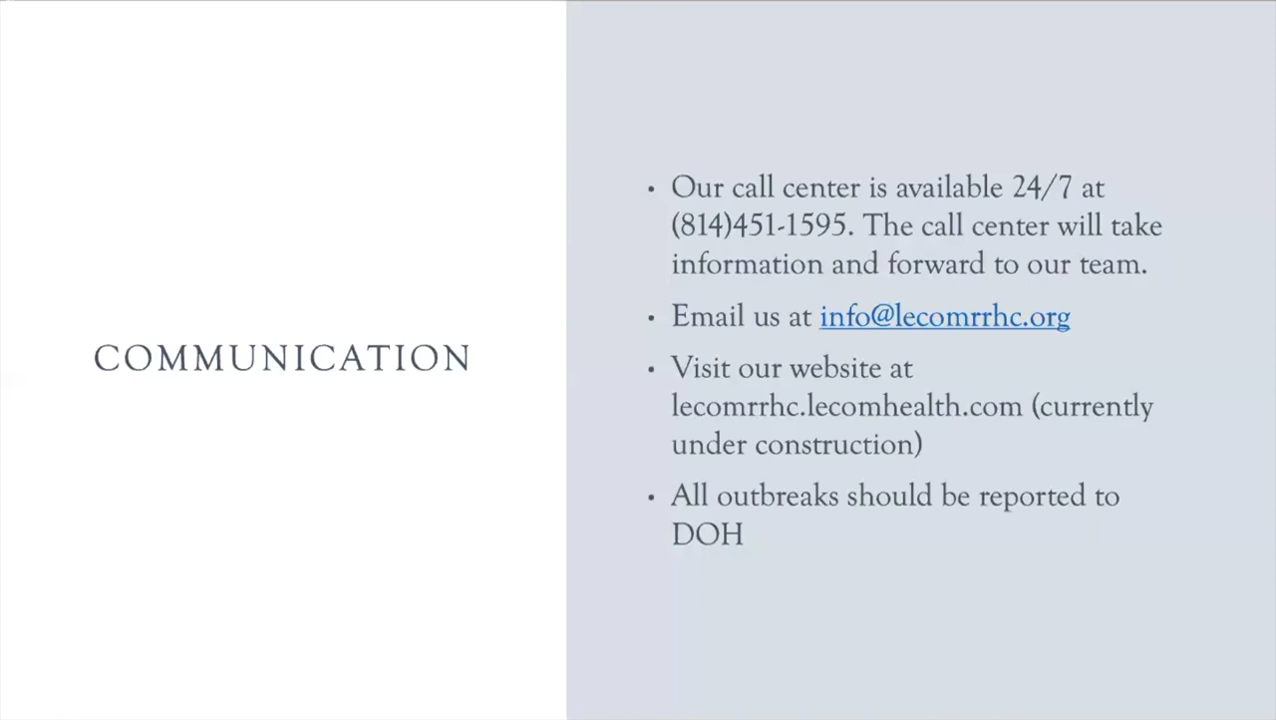 COMMUNICATION
• Our call center is available 24/7 at
(814)451-1595. The call center will take
information and forward to our team.
• Email us at info@lecomrrhc.org
• Visit our website at
lecomrrhc.lecomhealth.com (currently
under construction)
• All outbreaks should be reported to
DOH